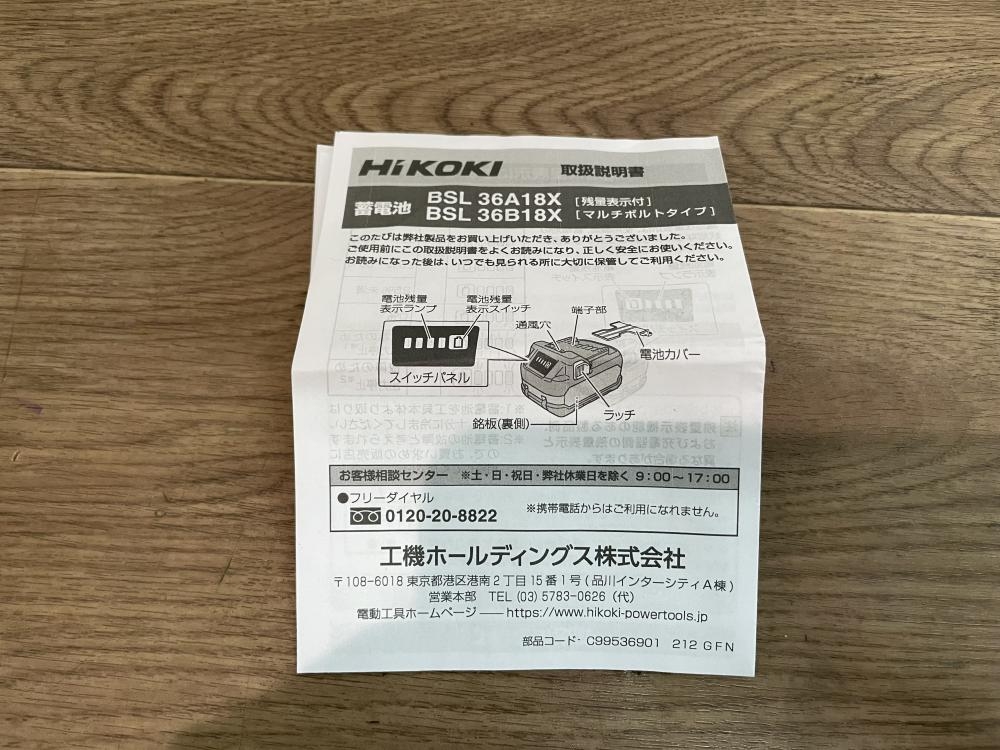 HiKOKI 取扱説明書
蓄電池 BSL 36A18X [残量表示付]
BSL 36B18X [マルチボルトタイプ]
このたびは弊社製品をお買い上げいただき、ありがとうございました。
ご使用前にこの取扱説明書をよくお読みになり、正しく安全にお使いください。
お読みになった後は、いつでも見られる所に大切に保管してご利用ください。
電池残量
表示ランプ
電池残量
表示スイッチ
スイッチパネル
通風穴
端子部
電池カバー
ラッチ
銘板(裏側)
お客様相談センター ※土・日・祝日・弊社休業日を除く 9:00～17:00
●フリーダイヤル
0120-20-8822 ※携帯電話からはご利用になれません。
工機ホールディングス株式会社
〒108-6018 東京都港区港南2丁目15番1号(品川インターシティA棟)
営業本部 TEL (03) 5783-0626 (代)
電動工具ホームページ――https://www.hikoki-powertools.jp
部品コード・ C99536901 212 G F N